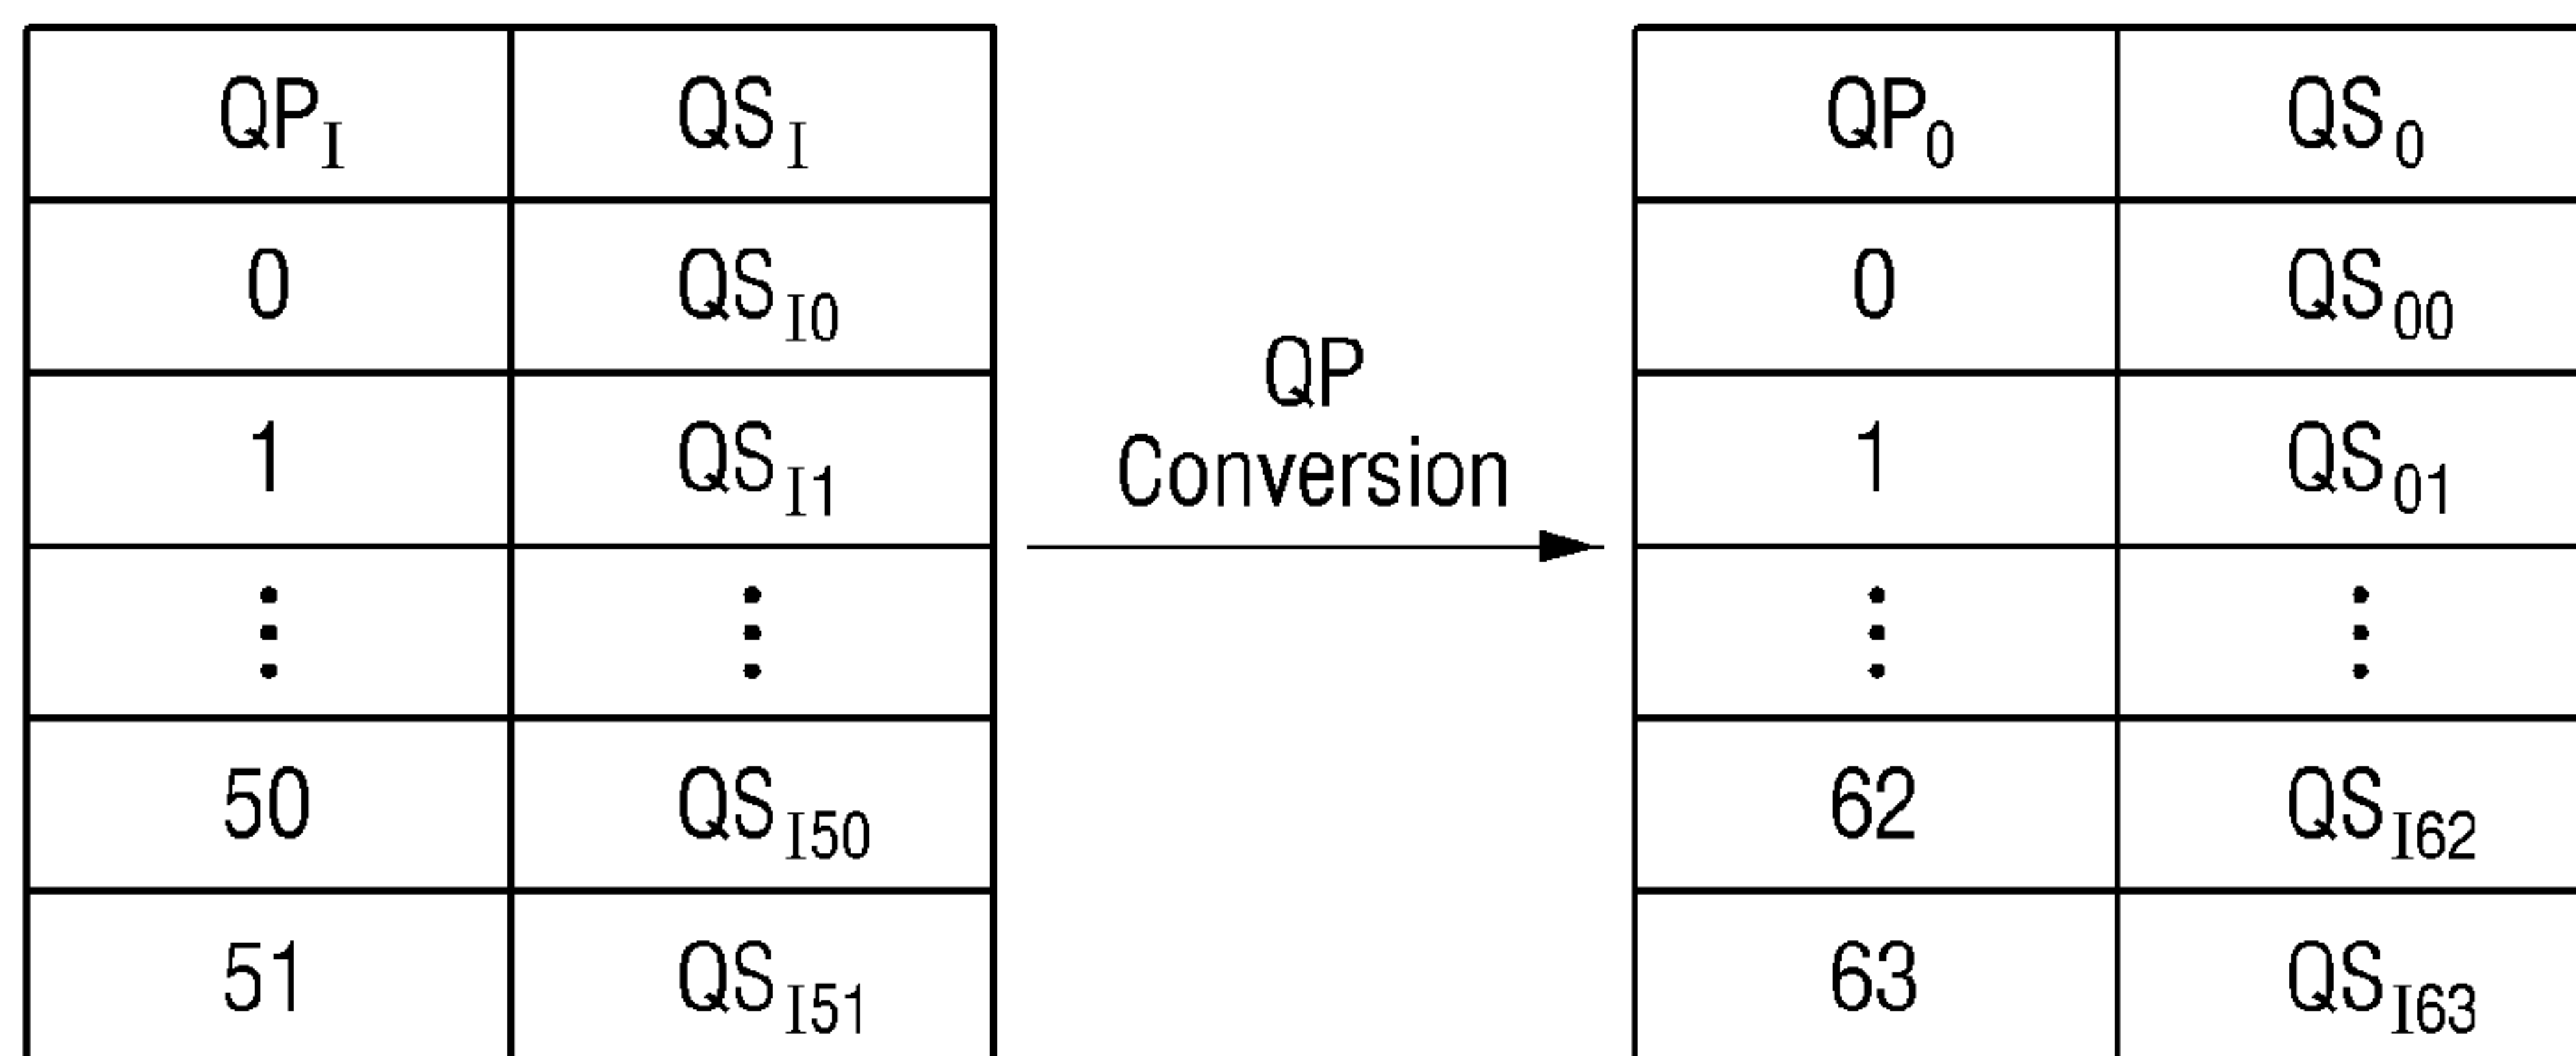 QP_I QS_I
0 QS_I0
1 QS_I1
⋮ ⋮
50 QS_I50
51 QS_I51
QP
Conversion
QP_0 QS_0
0 QS_00
1 QS_01
⋮ ⋮
62 QS_I62
63 QS_I63